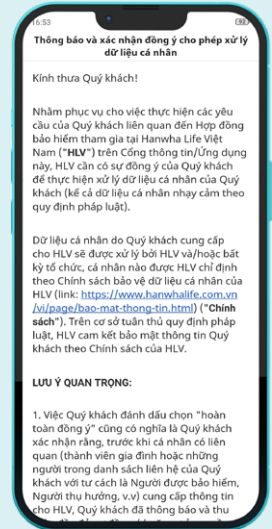 16:53
Thông báo và xác nhận đồng ý cho phép xử lý
dữ liệu cá nhân
Kính thưa Quý khách!
Nhằm phục vụ cho việc thực hiện các yêu
cầu của Quý khách liên quan đến Hợp đồng
bảo hiểm tham gia tại Hanwha Life Việt
Nam ("HLV") trên Cổng thông tin/Ứng dụng
này, HLV cần có sự đồng ý của Quý khách
để thực hiện xử lý dữ liệu cá nhân của Quý
khách (kể cả dữ liệu cá nhân nhạy cảm theo
quy định pháp luật).
Dữ liệu cá nhân do Quý khách cung cấp
cho HLV sẽ được xử lý bởi HLV và/hoặc bất
kỳ tổ chức, cá nhân nào được HLV chỉ định
theo Chính sách bảo vệ dữ liệu cá nhân của
HLV (link: https://www.hanwhalife.com.vn
/vi/page/bao-mat-thong-tin.html) ("Chính
sách"). Trên cơ sở tuân thủ quy định pháp
luật, HLV cam kết bảo mật thông tin Quý
khách theo Chính sách của HLV.
LƯU Ý QUAN TRỌNG:
1. Việc Quý khách đánh dấu chọn "hoàn
toàn đồng ý" cũng có nghĩa là Quý khách
xác nhận rằng, trước khi cá nhân có liên
quan (thành viên gia đình hoặc những
người trong danh sách liên hệ của Quý
khách với tư cách là Người được bảo hiểm,
Người thụ hưởng, v.v) cung cấp thông tin
cho HLV, Quý khách đã thông báo và thu